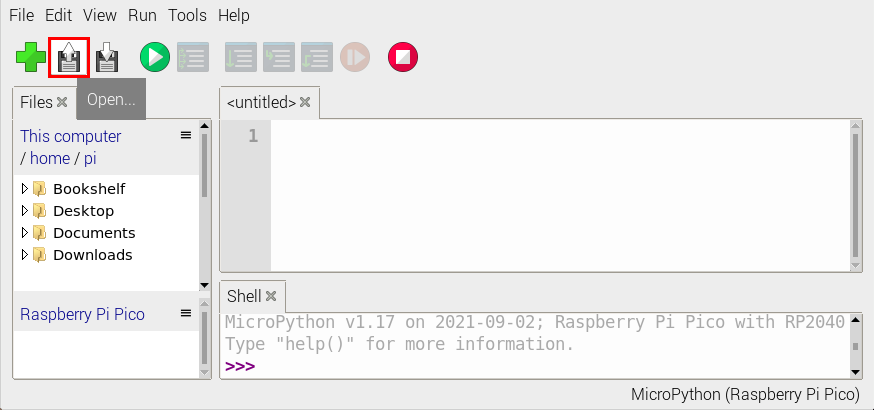 File Edit View Run Tools Help
Open...
Files
<untitled>
This computer
/ home / pi
1
Bookshelf
Desktop
Documents
Downloads
Raspberry Pi Pico
Shell
MicroPython v1.17 on 2021-09-02; Raspberry Pi Pico with RP2040
Type "help()" for more information.
>>>
MicroPython (Raspberry Pi Pico)